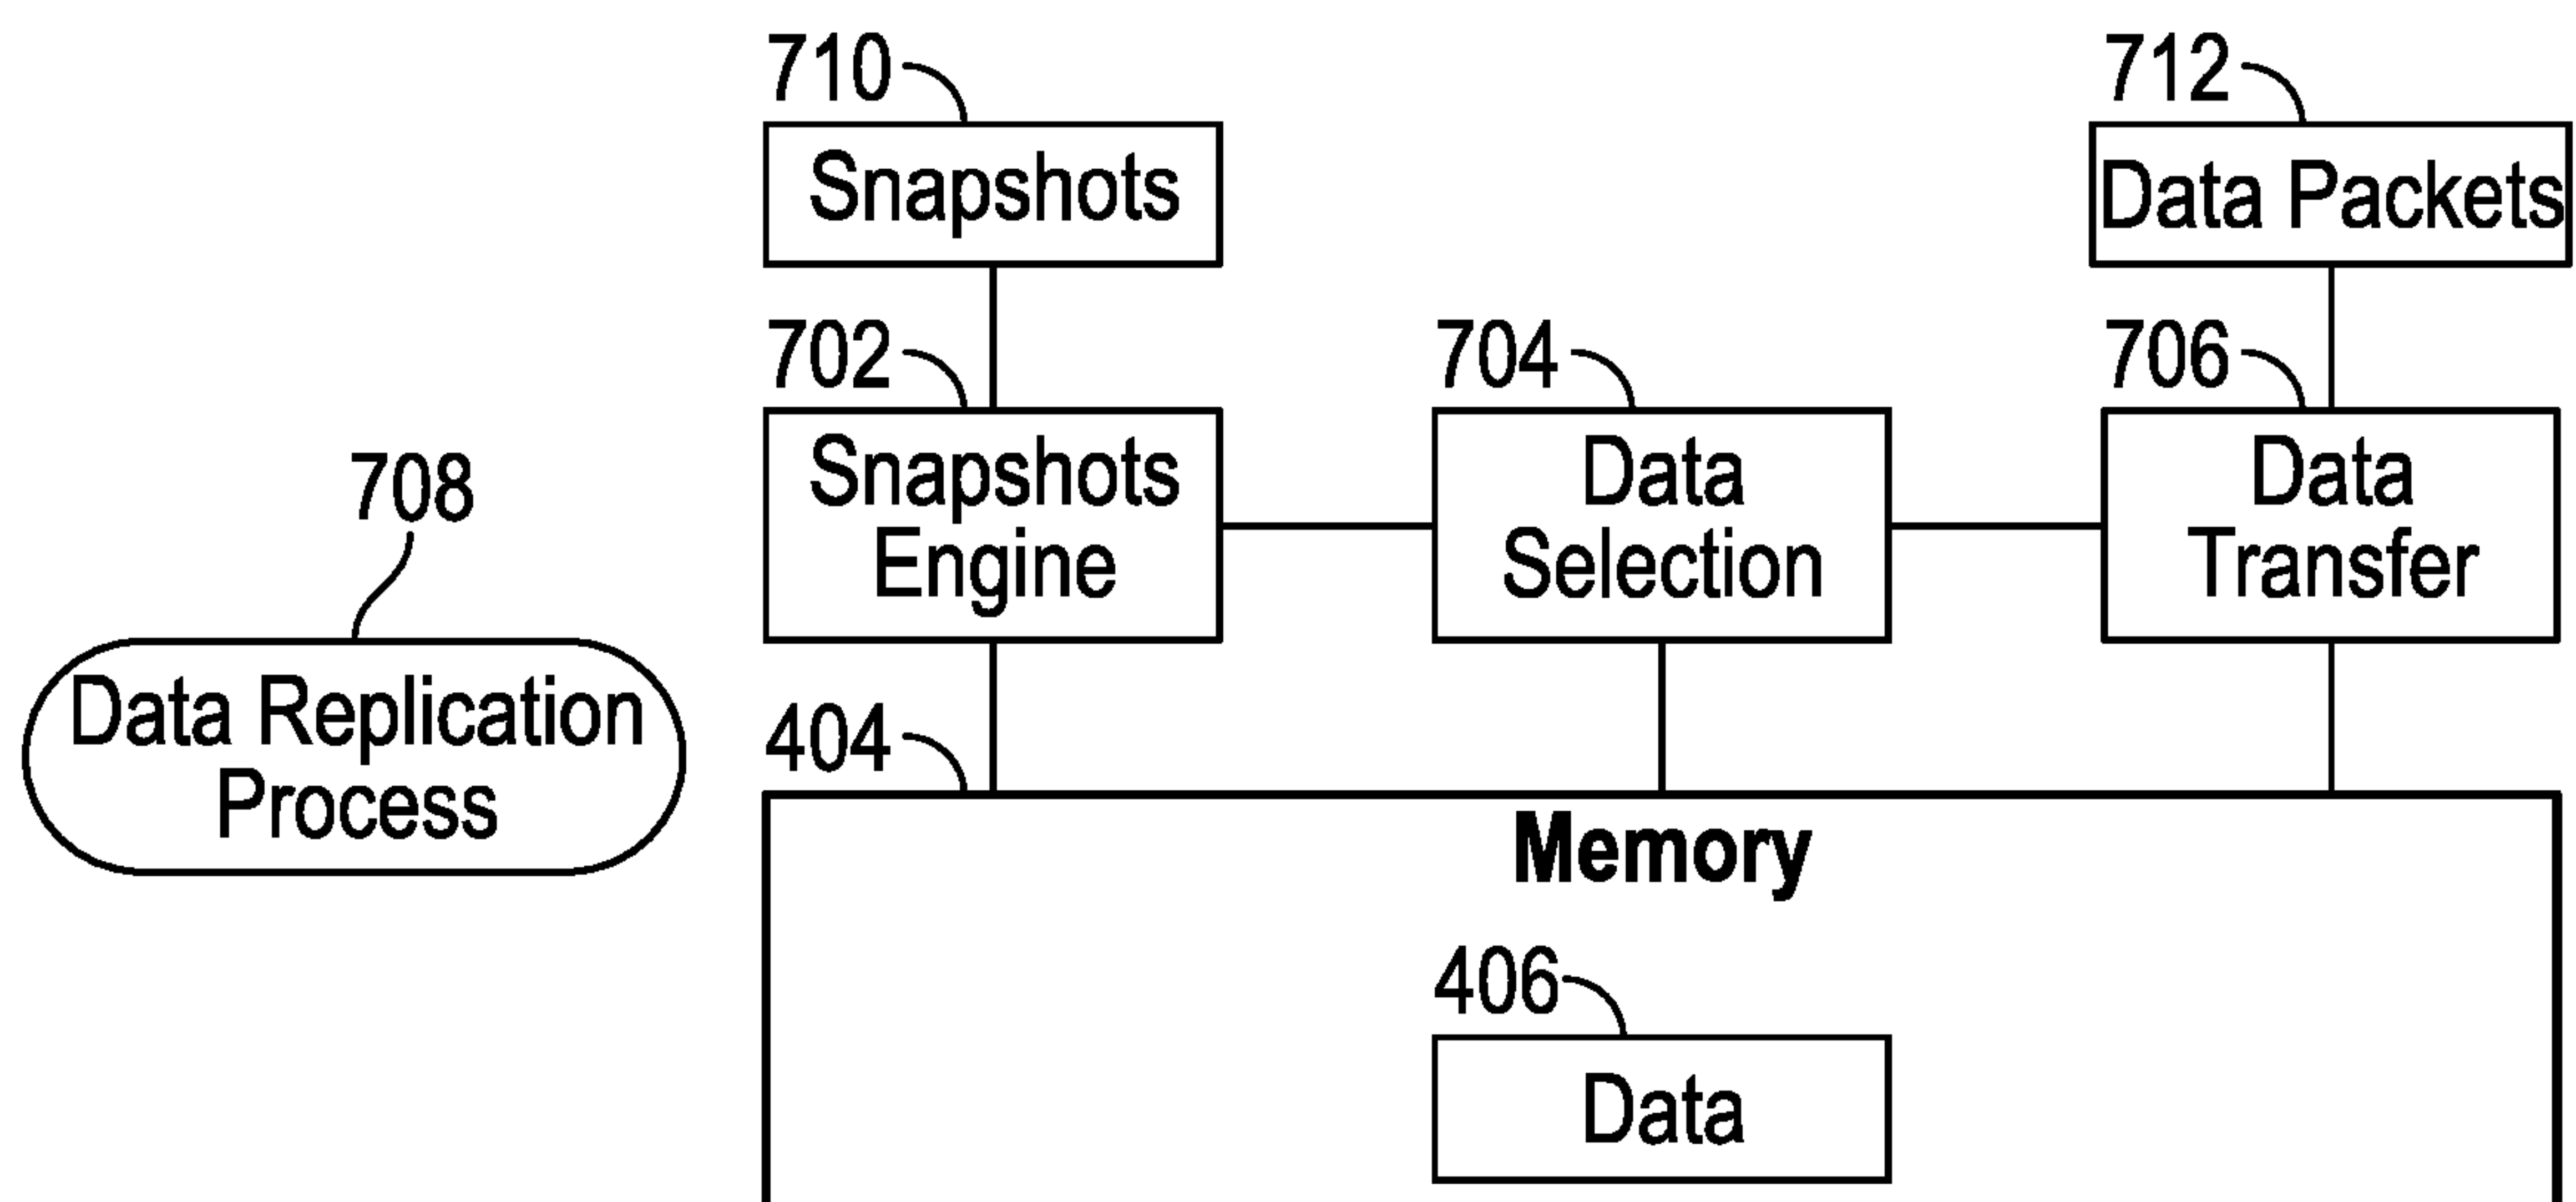 710
712
Snapshots
Data Packets
702
704
706
Snapshots
Engine
Data
Selection
Data
Transfer
708
Data Replication
Process
404
Memory
406
Data